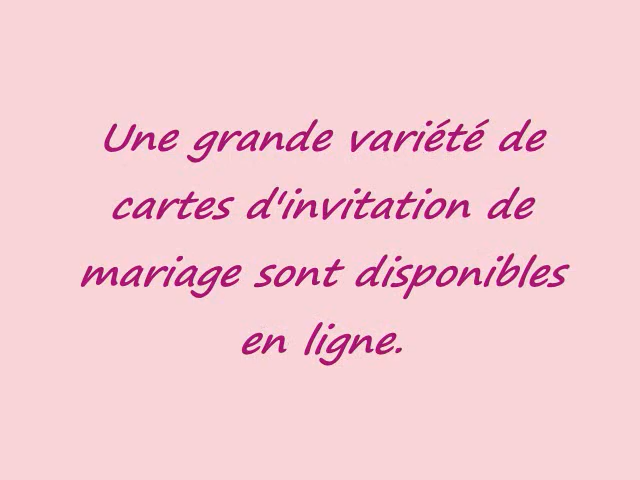 Une grande variété de
cartes d'invitation de
mariage sont disponibles
en ligne.